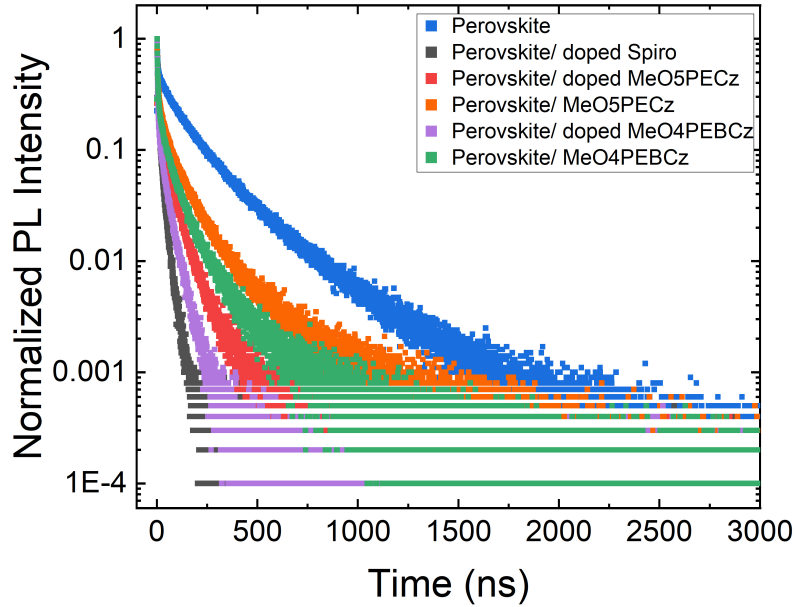 Perovskite
Perovskite/ doped Spiro
Perovskite/ doped MeO5PECz
Perovskite/ MeO5PECz
Perovskite/ doped MeO4PEBCz
Perovskite/ MeO4PEBCz
Normalized PL Intensity
1
0.1
0.01
0.001
1E-4
0 500 1000 1500 2000 2500 3000
Time (ns)